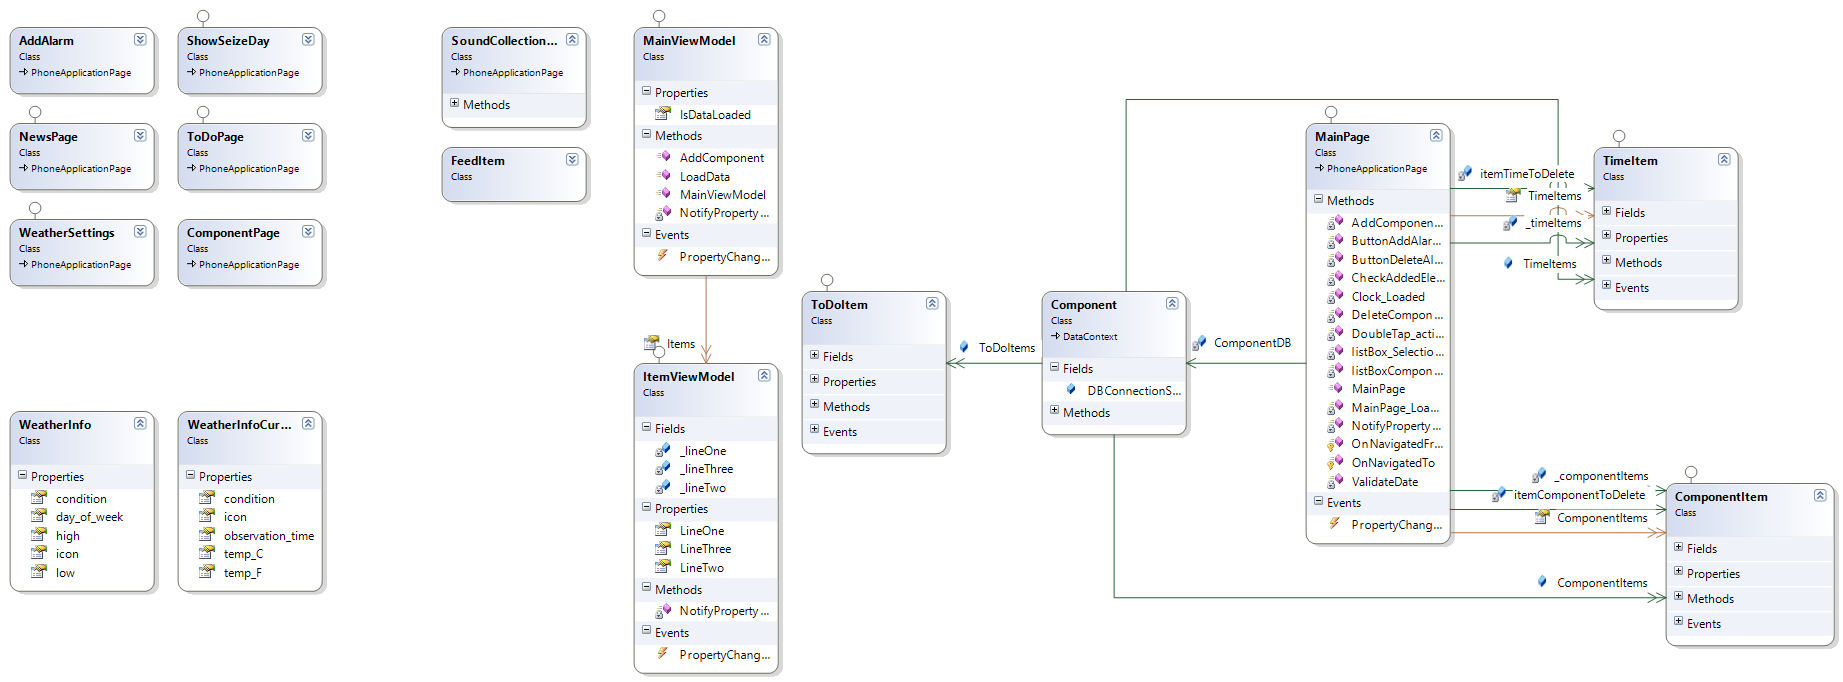 AddAlarm
Class
PhoneApplicationPage
ShowSeizeDay
Class
PhoneApplicationPage
NewsPage
Class
PhoneApplicationPage
ToDoPage
Class
PhoneApplicationPage
WeatherSettings
Class
PhoneApplicationPage
ComponentPage
Class
PhoneApplicationPage
WeatherInfo
Class
Properties
condition
day_of_week
high
icon
low
WeatherInfoCur...
Class
Properties
condition
icon
observation_time
temp_C
temp_F
SoundCollection...
Class
PhoneApplicationPage
Methods
FeedItem
Class
MainViewModel
Class
Properties
IsDataLoaded
Methods
AddComponent
LoadData
MainViewModel
NotifyProperty...
Events
PropertyChang...
Items
ItemViewModel
Class
Fields
_lineOne
_lineThree
_lineTwo
Properties
LineOne
LineThree
LineTwo
Methods
NotifyProperty...
Events
PropertyChang...
ToDoItem
Class
Fields
Properties
Methods
Events
ToDoItems
Component
Class
DataContext
Fields
DBConnectionS...
Methods
ComponentDB
MainPage
Class
PhoneApplicationPage
Methods
AddComponen...
ButtonAddAlar...
ButtonDeleteAl...
CheckAddedEle...
Clock_Loaded
DeleteCompon...
DoubleTap_acti...
listBox_Selectio...
listBoxCompon...
MainPage
MainPage_Loa...
NotifyProperty...
OnNavigatedFr...
OnNavigatedTo
ValidateDate
Events
PropertyChang...
itemTimeToDelete
TimeItems
_timeItems
TimeItems
TimeItem
Class
Fields
Properties
Methods
Events
_componentItems
itemComponentToDelete
ComponentItems
ComponentItems
ComponentItem
Class
Fields
Properties
Methods
Events